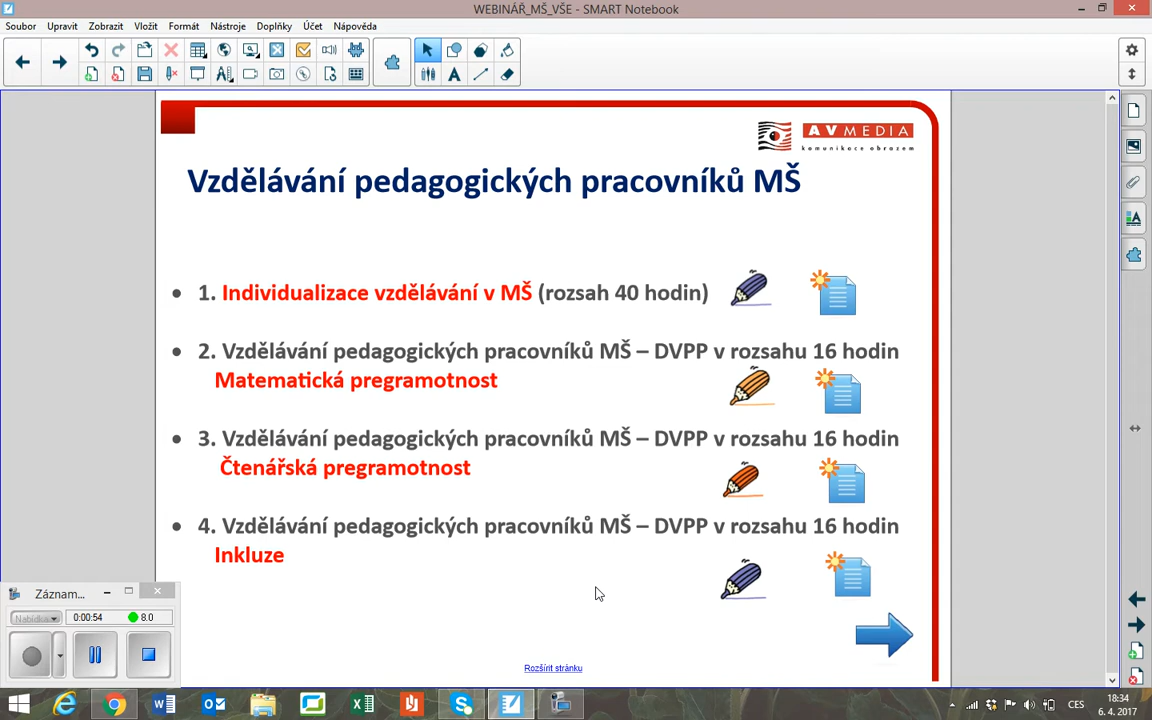 WEBINÁŘ_MŠ_VŠE - SMART Notebook
Soubor Upravit Zobrazit Vložit Formát Nástroje Doplňky Účet Nápověda
AV MEDIA
komunikace obrazem
Vzdělávání pedagogických pracovníků MŠ
• 1. Individualizace vzdělávání v MŠ (rozsah 40 hodin)
• 2. Vzdělávání pedagogických pracovníků MŠ – DVPP v rozsahu 16 hodin
Matematická pregramotnost
• 3. Vzdělávání pedagogických pracovníků MŠ – DVPP v rozsahu 16 hodin
Čtenářská pregramotnost
• 4. Vzdělávání pedagogických pracovníků MŠ – DVPP v rozsahu 16 hodin
Inkluze
Záznam...
Nabídka
0:00:54 8.0
Rozšířit stránku
CES
18:34
6. 4. 2017